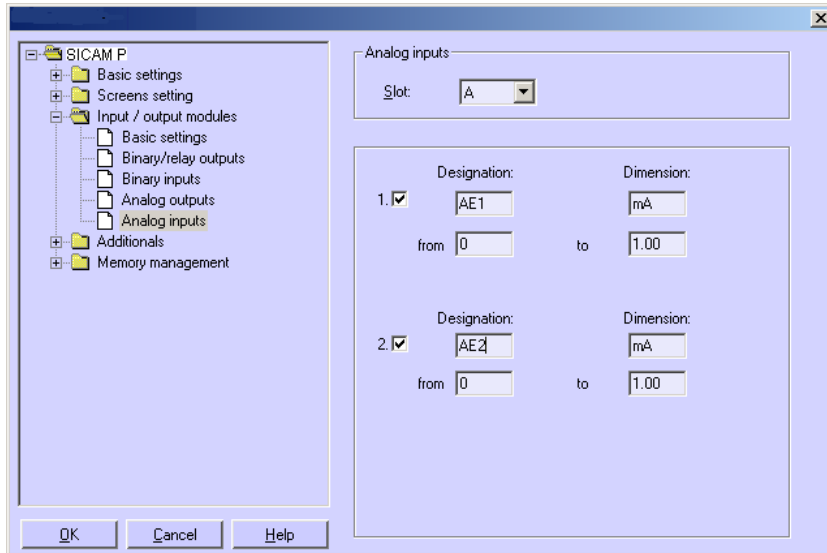 SICAM P
Basic settings
Screens setting
Input / output modules
Basic settings
Binary/relay outputs
Binary inputs
Analog outputs
Analog inputs
Additionals
Memory management
OK
Cancel
Help
Analog inputs
Slot:
A
Designation:
Dimension:
1.
AE1
mA
from
0
to
1.00
Designation:
Dimension:
2.
AE2
mA
from
0
to
1.00